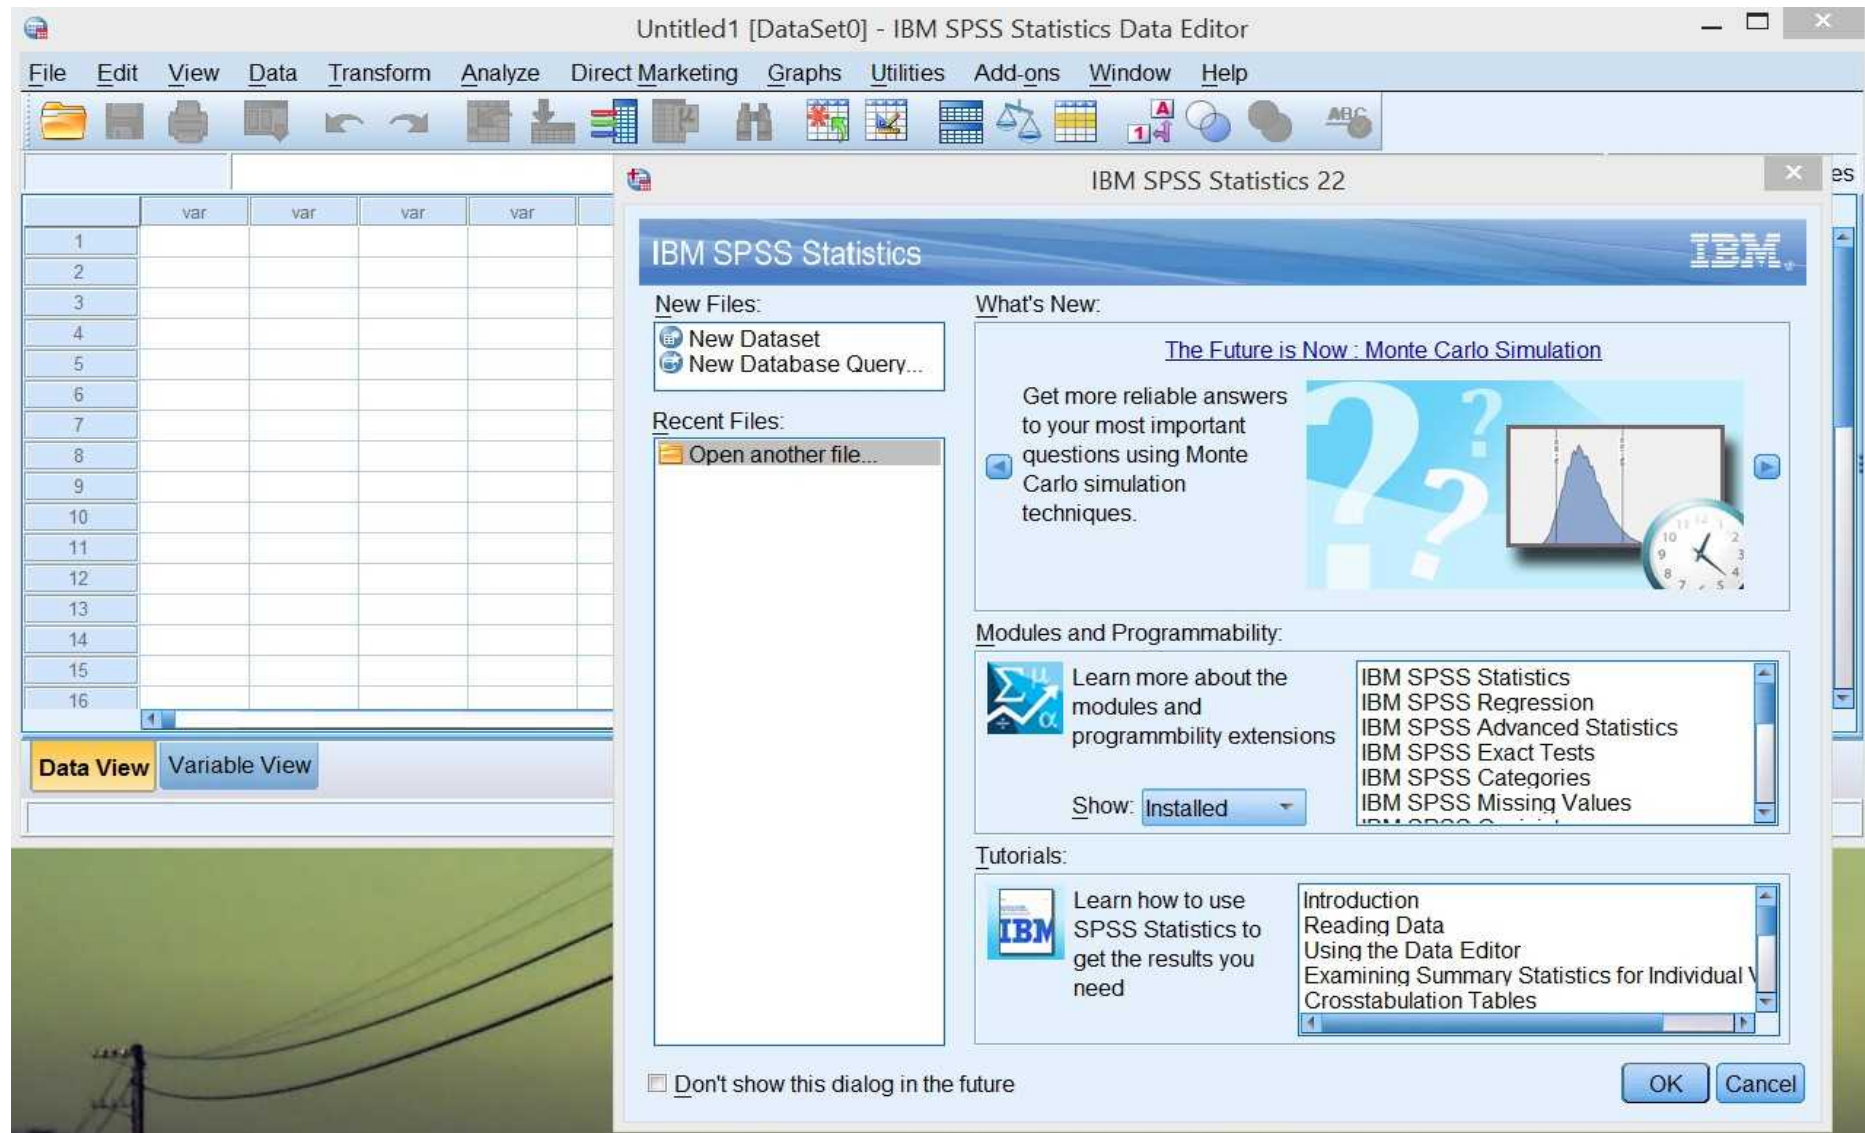 Untitled1 [DataSet0] - IBM SPSS Statistics Data Editor
File Edit View Data Transform Analyze Direct Marketing Graphs Utilities Add-ons Window Help
A
1
ABC
es
var var var var
1
2
3
4
5
6
7
8
9
10
11
12
13
14
15
16
Data View Variable View
IBM SPSS Statistics 22
IBM SPSS Statistics
IBM
New Files:
New Dataset
New Database Query...
Recent Files:
Open another file...
What's New:
The Future is Now : Monte Carlo Simulation
Get more reliable answers
to your most important
questions using Monte
Carlo simulation
techniques.
Modules and Programmability:
Learn more about the
modules and
programmbility extensions
Show: Installed
IBM SPSS Statistics
IBM SPSS Regression
IBM SPSS Advanced Statistics
IBM SPSS Exact Tests
IBM SPSS Categories
IBM SPSS Missing Values
Tutorials:
IBM
Learn how to use
SPSS Statistics to
get the results you
need
Introduction
Reading Data
Using the Data Editor
Examining Summary Statistics for Individual
Crosstabulation Tables
Don't show this dialog in the future
OK Cancel